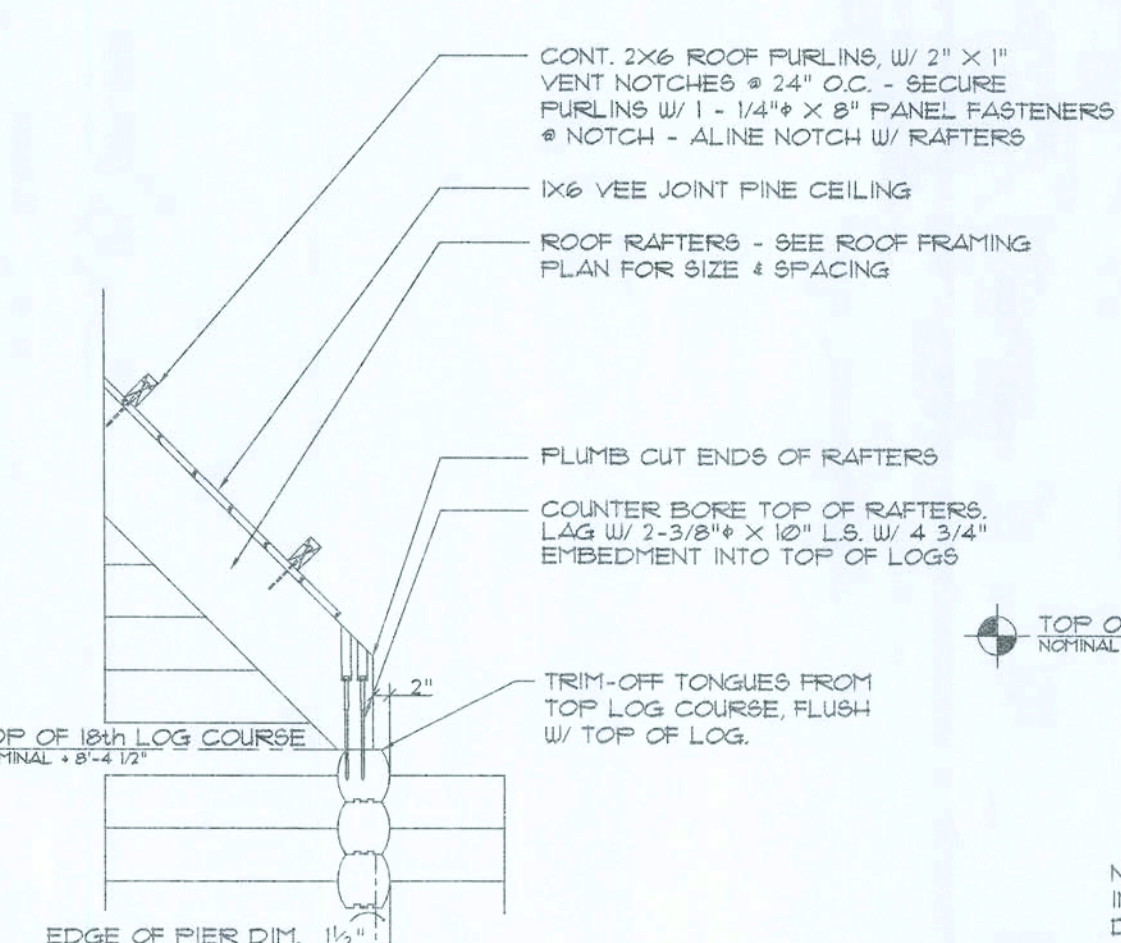 CONT. 2X6 ROOF PURLINS, W/ 2" X 1"
VENT NOTCHES @ 24" O.C. - SECURE
PURLINS W/ 1 - 1/4"φ X 8" PANEL FASTENERS
@ NOTCH - ALINE NOTCH W/ RAFTERS
1X6 VEE JOINT PINE CEILING
ROOF RAFTERS - SEE ROOF FRAMING
PLAN FOR SIZE & SPACING
PLUMB CUT ENDS OF RAFTERS
COUNTER BORE TOP OF RAFTERS.
LAG W/ 2-3/8"φ X 10" L.S. W/ 4 3/4"
EMBEDMENT INTO TOP OF LOGS
TOP O
NOMINAL
2"
TRIM-OFF TONGUES FROM
TOP LOG COURSE, FLUSH
W/ TOP OF LOG.
OP OF 18th LOG COURSE
MINAL + 8'-4 1/2"
EDGE OF PIER DIM. 1½"
N
IN
D